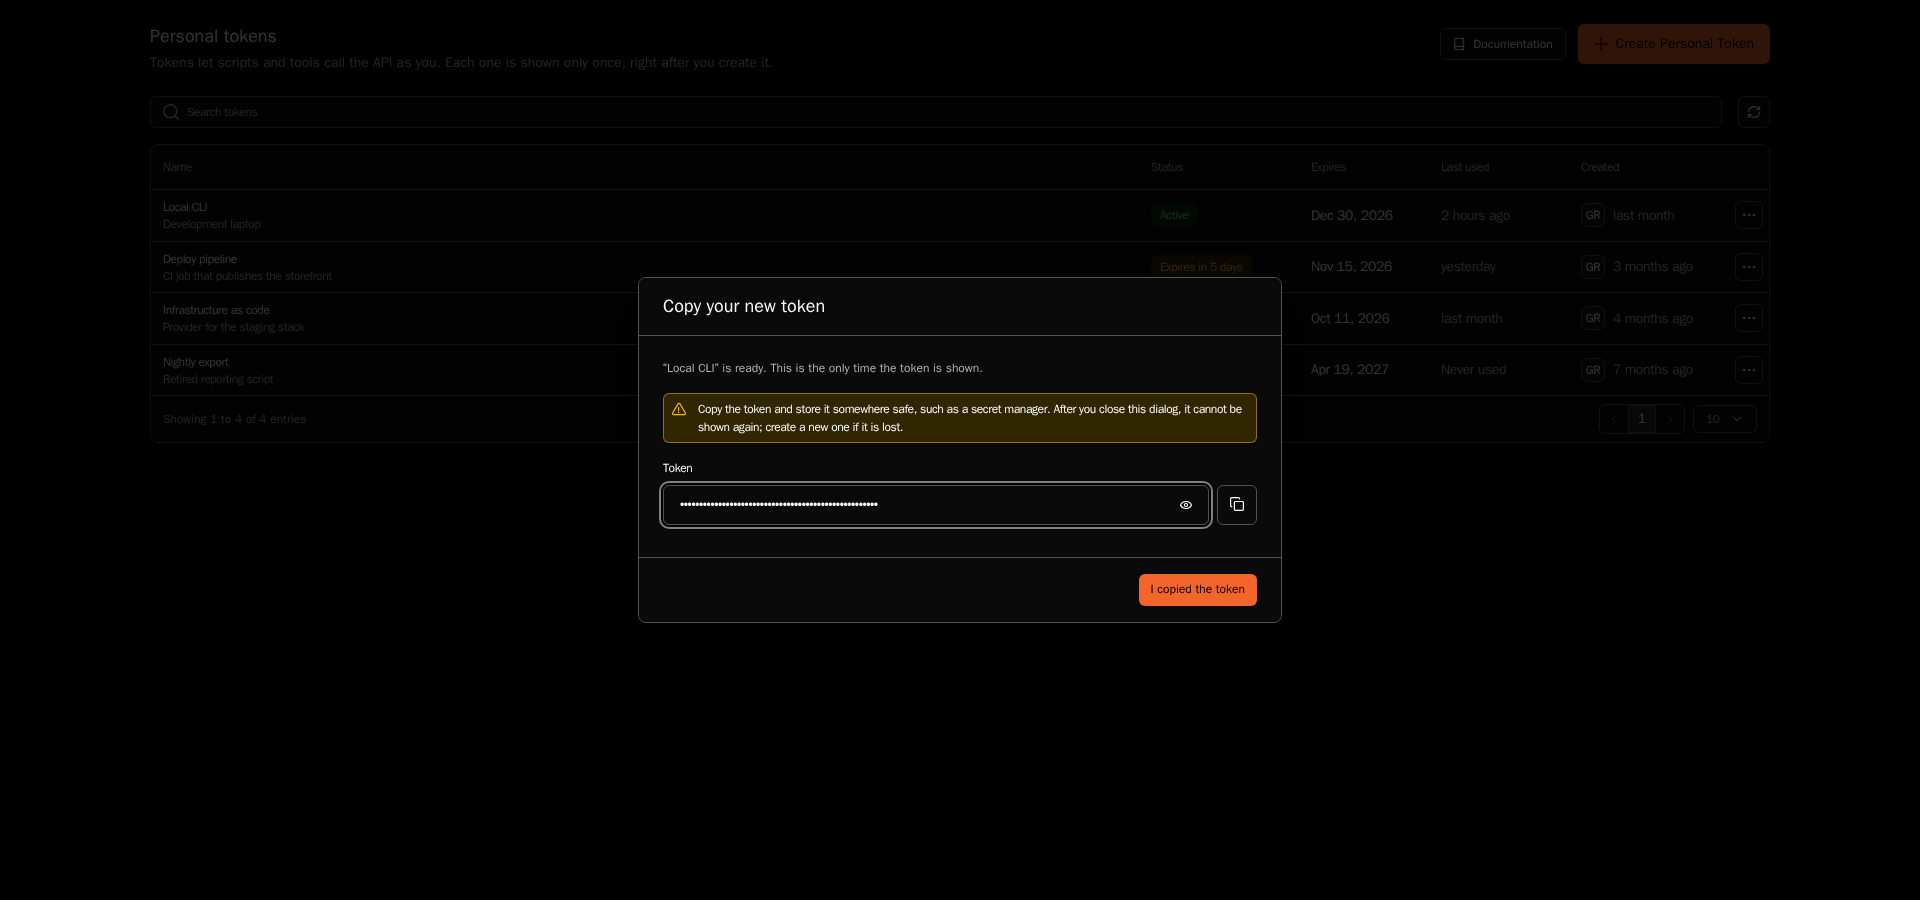 Personal tokens
Tokens let scripts and tools call the API as you. Each one is shown only once, right after you create it.
Documentation
Create Personal Token
Search tokens
Name Status Expires Last used Created
Local CLI
Development laptop
Active Dec 30, 2026 2 hours ago GR last month
Deploy pipeline
CI job that publishes the storefront
Expires in 5 days Nov 15, 2026 yesterday GR 3 months ago
Infrastructure as code
Provider for the staging stack
Oct 11, 2026 last month GR 4 months ago
Nightly export
Retired reporting script
Apr 19, 2027 Never used GR 7 months ago
Showing 1 to 4 of 4 entries
1 10
Copy your new token
“Local CLI” is ready. This is the only time the token is shown.
Copy the token and store it somewhere safe, such as a secret manager. After you close this dialog, it cannot be
shown again; create a new one if it is lost.
Token
I copied the token